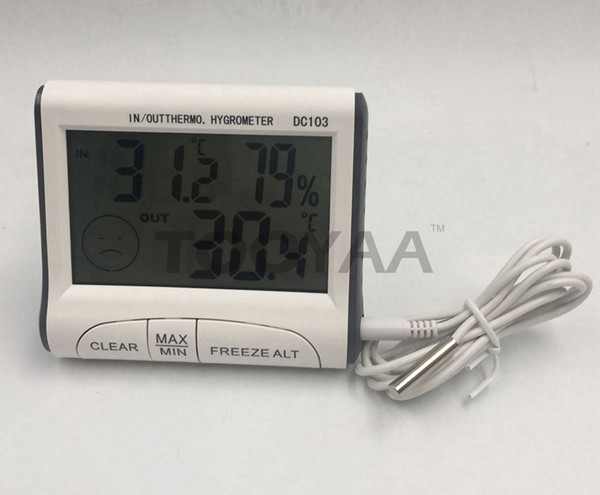 IN/OUTTHERMO. HYGROMETER DC103
IN 31.2 °C 79%
OUT 30.4 °C
TOOYAA™
CLEAR MAX MIN FREEZE ALT